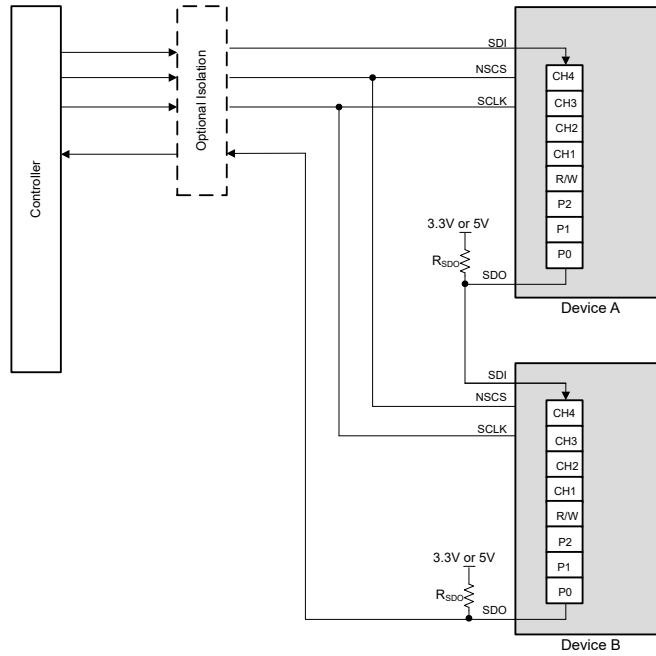 Controller
Optional Isolation
SDI
NSCS
SCLK
CH4
CH3
CH2
CH1
R/W
P2
P1
P0
3.3V or 5V
RSDO
SDO
Device A
SDI
NSCS
SCLK
CH4
CH3
CH2
CH1
R/W
P2
P1
P0
3.3V or 5V
RSDO
SDO
Device B